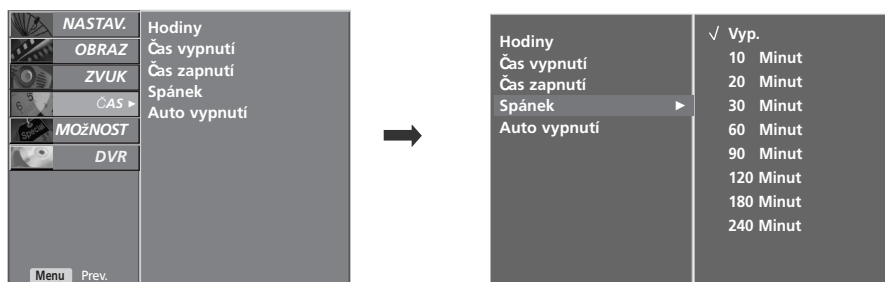 NASTAV.
OBRAZ
ZVUK
ČAS ►
MOŽNOST
DVR
Menu Prev.
Hodiny
Čas vypnutí
Čas zapnutí
Spánek
Auto vypnutí
Hodiny
Čas vypnutí
Čas zapnutí
Spánek ►
Auto vypnutí
√ Vyp.
10 Minut
20 Minut
30 Minut
60 Minut
90 Minut
120 Minut
180 Minut
240 Minut